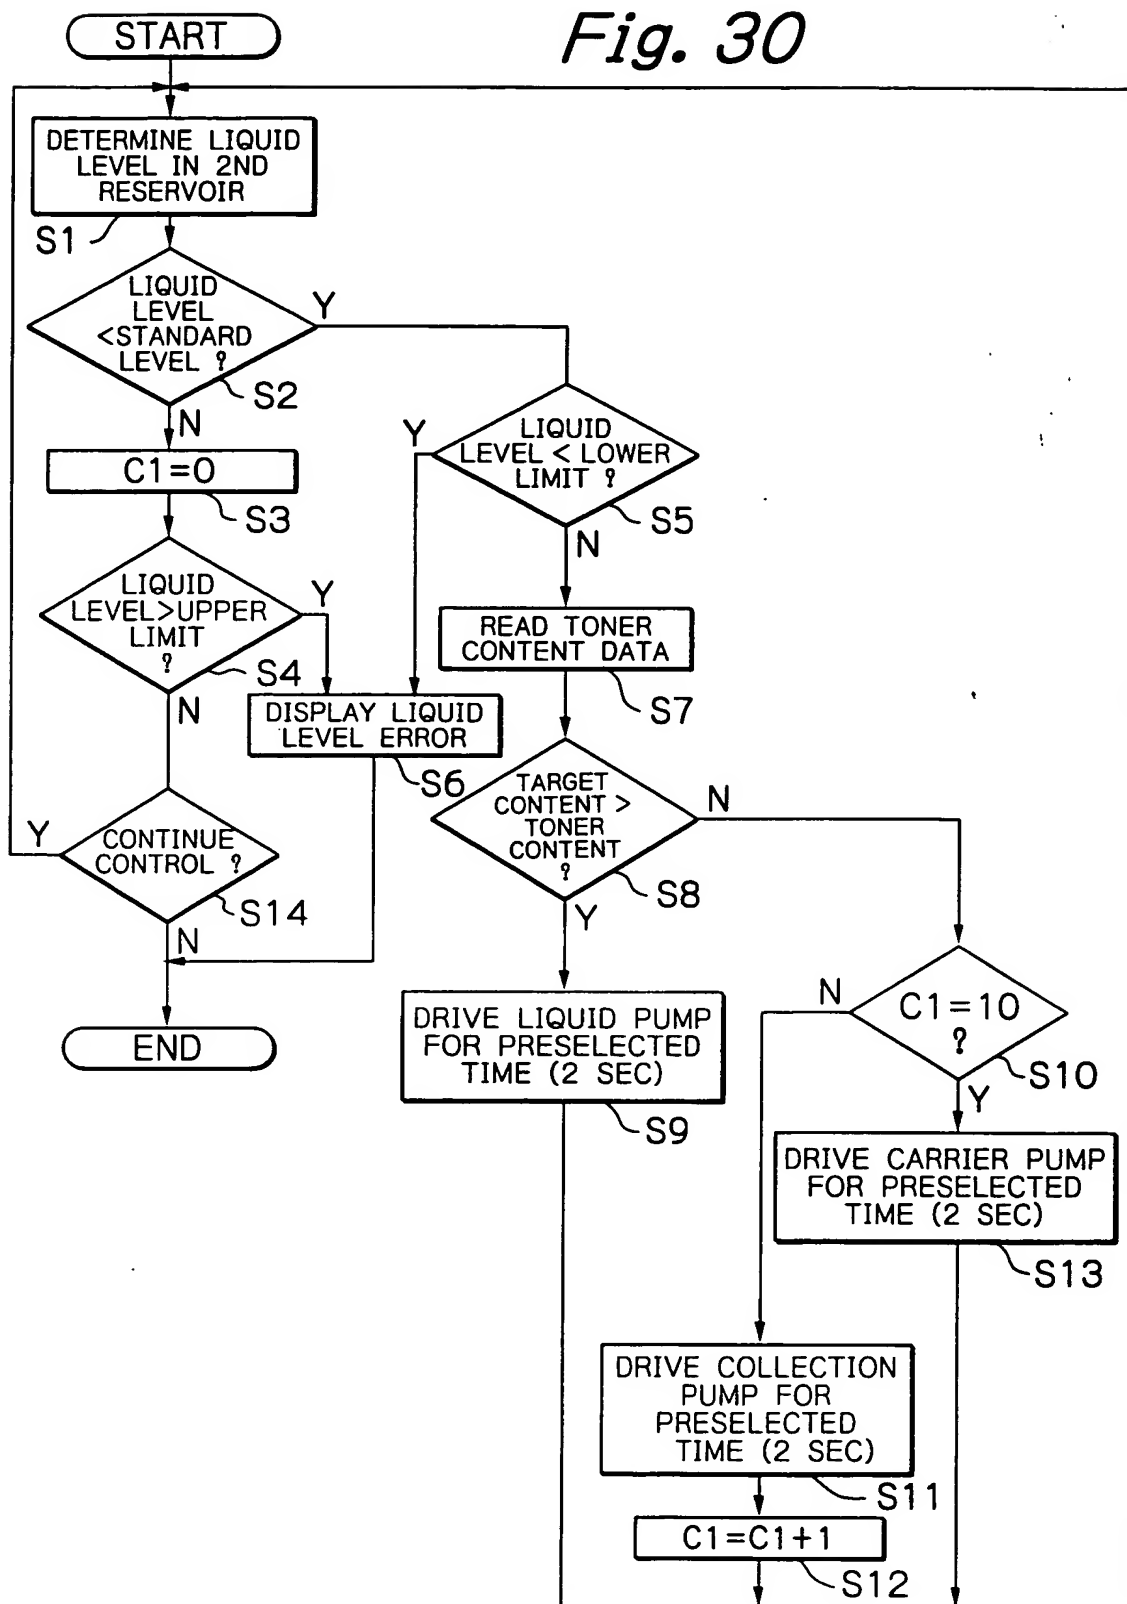 START
Fig. 30
DETERMINE LIQUID
LEVEL IN 2ND
RESERVOIR
S1
LIQUID
LEVEL
<STANDARD
LEVEL ?
Y
S2
N
C1=0
S3
LIQUID
LEVEL>UPPER
LIMIT
?
Y
S4
N
LIQUID
LEVEL < LOWER
LIMIT ?
Y
S5
N
READ TONER
CONTENT DATA
S7
DISPLAY LIQUID
LEVEL ERROR
S6
TARGET
CONTENT >
TONER
CONTENT
?
N
S8
Y
CONTINUE
CONTROL ?
Y
S14
N
END
DRIVE LIQUID PUMP
FOR PRESELECTED
TIME (2 SEC)
S9
C1=10
?
N
S10
Y
DRIVE CARRIER PUMP
FOR PRESELECTED
TIME (2 SEC)
S13
DRIVE COLLECTION
PUMP FOR
PRESELECTED
TIME (2 SEC)
S11
C1=C1+1
S12